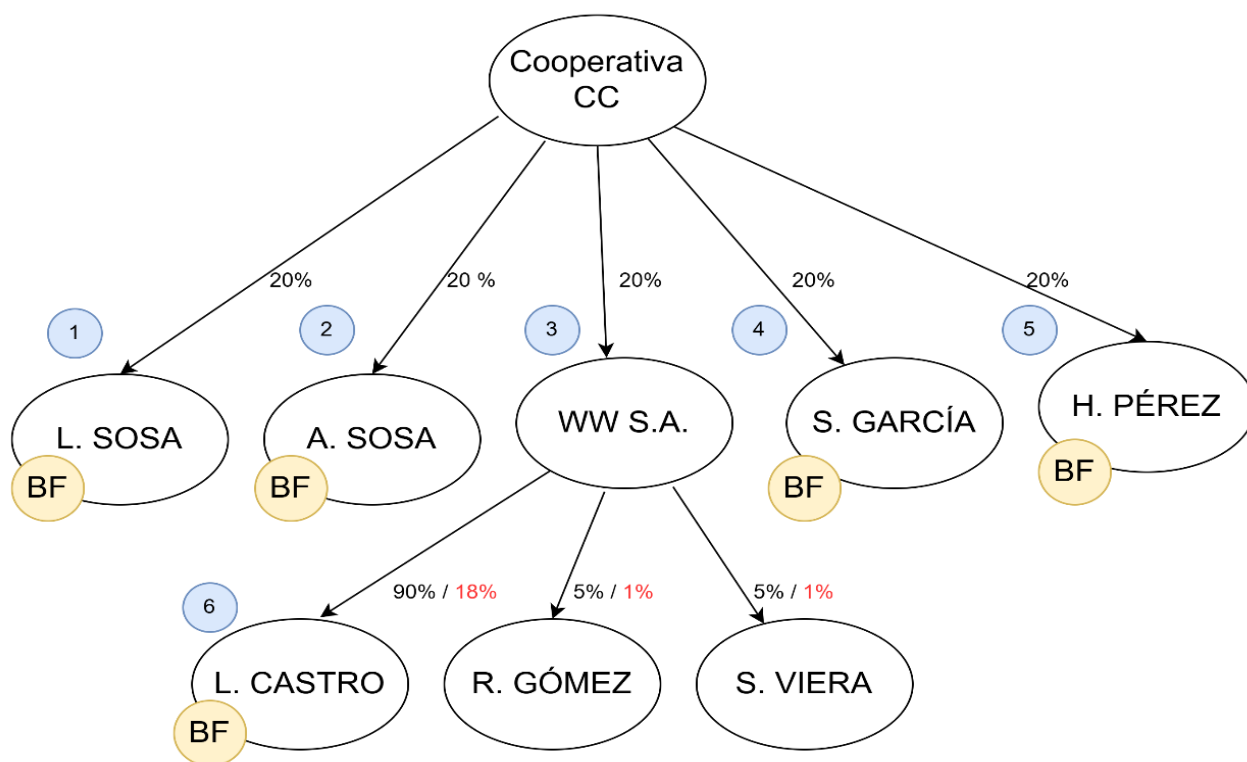 Cooperativa
CC
20%
20 %
20%
20%
20%
1
2
3
4
5
L. SOSA
A. SOSA
WW S.A.
S. GARCÍA
H. PÉREZ
BF
BF
BF
BF
90% / 18%
5% / 1%
5% / 1%
6
L. CASTRO
R. GÓMEZ
S. VIERA
BF